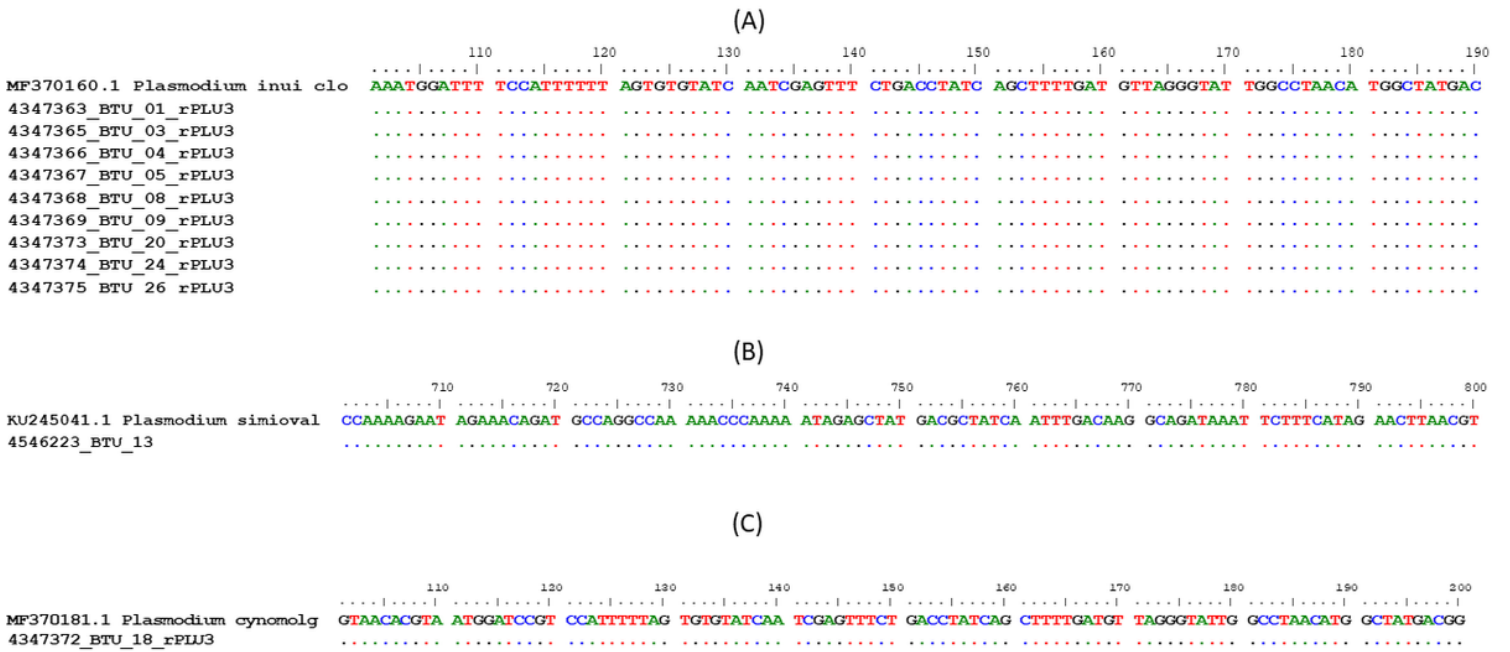 (A)
110 120 130 140 150 160 170 180 190
MF370160.1 Plasmodium inui clo AAATGGATTT TCCATTTTTT AGTGTGTATC AATCGAGTTT CTGACCTATC AGCTTTTGAT GTTAGGGTAT TGGCCTAACA TGGCTATGAC
4347363_BTU_01_rPLU3
4347365_BTU_03_rPLU3
4347366_BTU_04_rPLU3
4347367_BTU_05_rPLU3
4347368_BTU_08_rPLU3
4347369_BTU_09_rPLU3
4347373_BTU_20_rPLU3
4347374_BTU_24_rPLU3
4347375_BTU_26_rPLU3
(B)
710 720 730 740 750 760 770 780 790 800
KU245041.1 Plasmodium simioval CCAAAAGAAT AGAAACAGAT GCCAGGCCAA AAACCCAAAA ATAGAGCTAT GACGCTATCA ATTTGACAAG GCAGATAAAT TCTTTCATAG AACTTAACGT
4546223_BTU_13
(C)
110 120 130 140 150 160 170 180 190 200
MF370181.1 Plasmodium cynomolg GTAACACGTA ATGGATCCGT CCATTTTTAG TGTGTATCAA TCGAGTTTCT GACCTATCAG CTTTTGATGT TAGGGTATTG GCCTAACATG GCTATGACGG
4347372_BTU_18_rPLU3